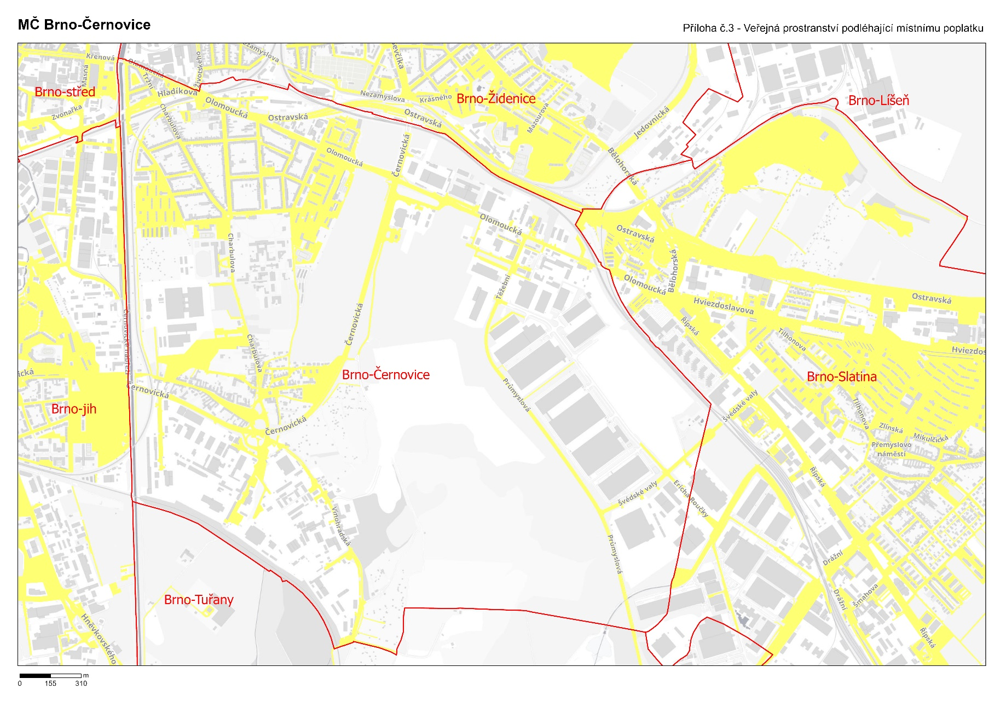 MČ Brno-Černovice
Příloha č.3 - Veřejná prostranství podléhající místnímu poplatku
Křenová
Olomoucká
Masná
Tržní
Životského
Hladíkova
Brno-střed
Zvonařka
Charbulova
Olomoucká
Ostravská
Nezamyslova
Krásného
Brno-Židenice
Mazourova
Jedovnická
Brno-Líšeň
Ostravská
Černovická
Olomoucká
Bělohorská
Olomoucká
Ostravská
Charbulova
Bělohorská
Těžební
Olomoucká
Hviezdoslavova
Ostravská
Řípská
Tilhonova
Černovická
Charbulova
Hviezdos
Brno-Černovice
Brno-Slatina
Černovická
Průmyslová
Švédské valy
Brno-jih
Tilhonova
Zlínská
Mikulčická
Přemyslovo
náměstí
Černovická
Řípská
Švédské valy
Ericha Roučky
Vinohradská
Průmyslová
Drážní
Brno-Tuřany
Drážní
Šmahova
Hněvkovského
Řípská
0 155 310 m